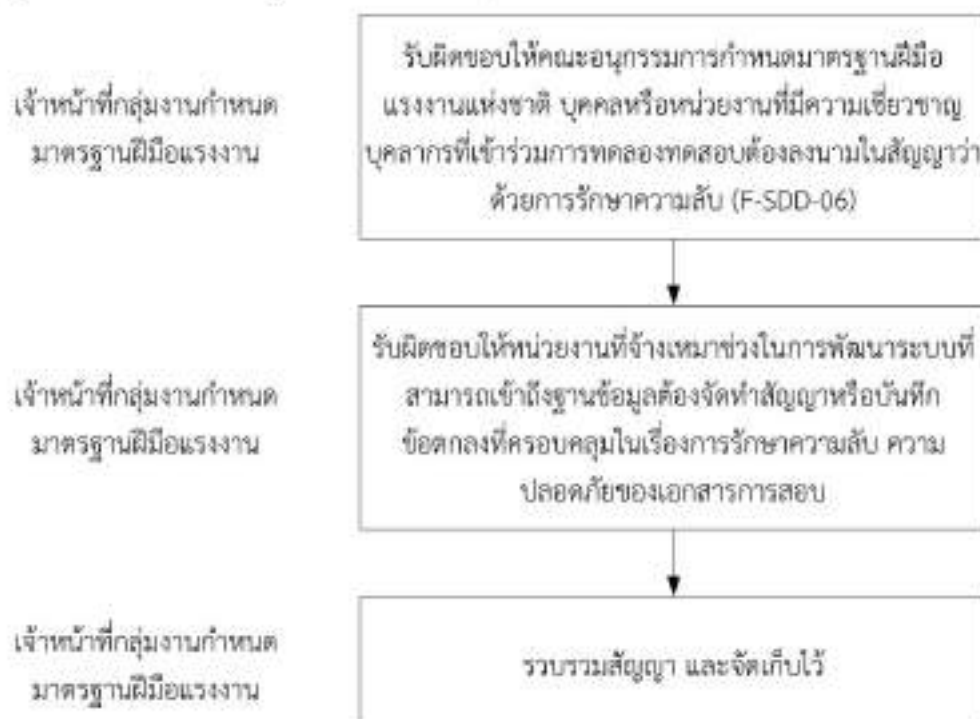 เจ้าหน้าที่กลุ่มงานกำหนด
มาตรฐานฝีมือแรงงาน
รับผิดชอบให้คณะอนุกรรมการกำหนดมาตรฐานฝีมือ
แรงงานแห่งชาติ บุคคลหรือหน่วยงานที่มีความเชี่ยวชาญ
บุคลากรที่เข้าร่วมการทดลองทดสอบต้องลงนามในสัญญาว่า
ด้วยการรักษาความลับ (F-SDD-06)
เจ้าหน้าที่กลุ่มงานกำหนด
มาตรฐานฝีมือแรงงาน
รับผิดชอบให้หน่วยงานที่จ้างเหมาช่วงในการพัฒนาระบบที่
สามารถเข้าถึงฐานข้อมูลต้องจัดทำสัญญาหรือบันทึก
ข้อตกลงที่ครอบคลุมในเรื่องการรักษาความลับ ความ
ปลอดภัยของเอกสารการสอบ
เจ้าหน้าที่กลุ่มงานกำหนด
มาตรฐานฝีมือแรงงาน
รวบรวมสัญญา และจัดเก็บไว้